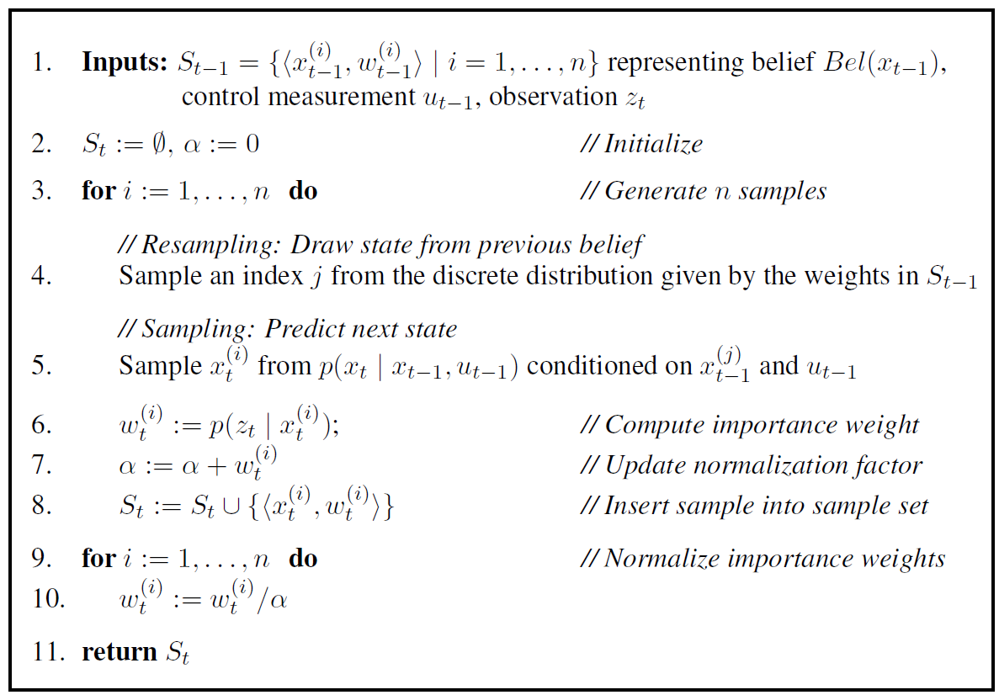 1. Inputs: $S_{t-1} = \{\langle x_{t-1}^{(i)}, w_{t-1}^{(i)} \rangle \mid i = 1, \ldots, n\}$ representing belief $Bel(x_{t-1})$,
control measurement $u_{t-1}$, observation $z_t$
2. $S_t := \emptyset$, $\alpha := 0$ // Initialize
3. for $i := 1, \ldots, n$ do // Generate $n$ samples
// Resampling: Draw state from previous belief
4. Sample an index $j$ from the discrete distribution given by the weights in $S_{t-1}$
// Sampling: Predict next state
5. Sample $x_t^{(i)}$ from $p(x_t \mid x_{t-1}, u_{t-1})$ conditioned on $x_{t-1}^{(j)}$ and $u_{t-1}$
6. $w_t^{(i)} := p(z_t \mid x_t^{(i)})$; // Compute importance weight
7. $\alpha := \alpha + w_t^{(i)}$ // Update normalization factor
8. $S_t := S_t \cup \{\langle x_t^{(i)}, w_t^{(i)} \rangle\}$ // Insert sample into sample set
9. for $i := 1, \ldots, n$ do // Normalize importance weights
10. $w_t^{(i)} := w_t^{(i)} / \alpha$
11. return $S_t$